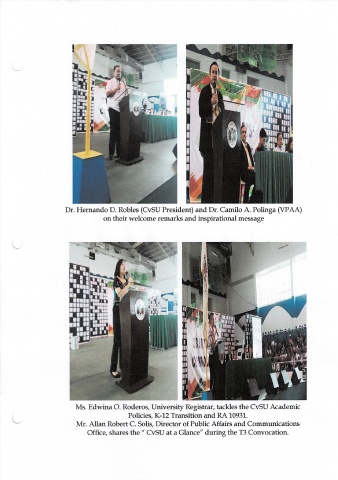 Dr. Hernando D. Robles (CvSU President) and Dr. Camilo A. Polinga (VPAA)
on their welcome remarks and inspirational message
Ms. Edwina O. Roderos, University Registrar, tackles the CvSU Academic
Policies, K-12 Transition and RA 10931.
Mr. Allan Robert C. Solis, Director of Public Affairs and Communications
Office, shares the " CvSU at a Glance" during the T3 Convocation.